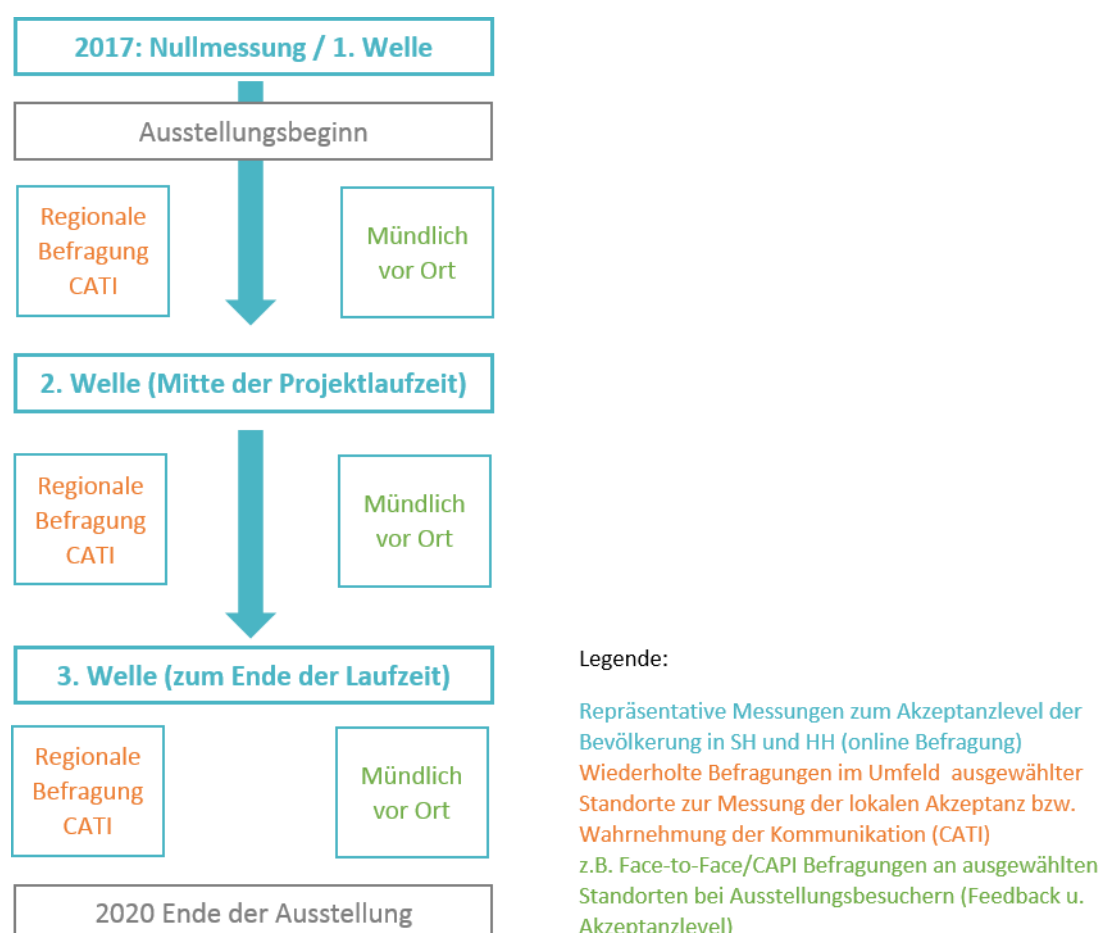 2017: Nullmessung / 1. Welle
Ausstellungsbeginn
Regionale
Befragung
CATI
Mündlich
vor Ort
2. Welle (Mitte der Projektlaufzeit)
Regionale
Befragung
CATI
Mündlich
vor Ort
3. Welle (zum Ende der Laufzeit)
Regionale
Befragung
CATI
Mündlich
vor Ort
2020 Ende der Ausstellung
Legende:
Repräsentative Messungen zum Akzeptanzlevel der
Bevölkerung in SH und HH (online Befragung)
Wiederholte Befragungen im Umfeld ausgewählter
Standorte zur Messung der lokalen Akzeptanz bzw.
Wahrnehmung der Kommunikation (CATI)
z.B. Face-to-Face/CAPI Befragungen an ausgewählten
Standorten bei Ausstellungsbesuchern (Feedback u.
Akzeptanzlevel)